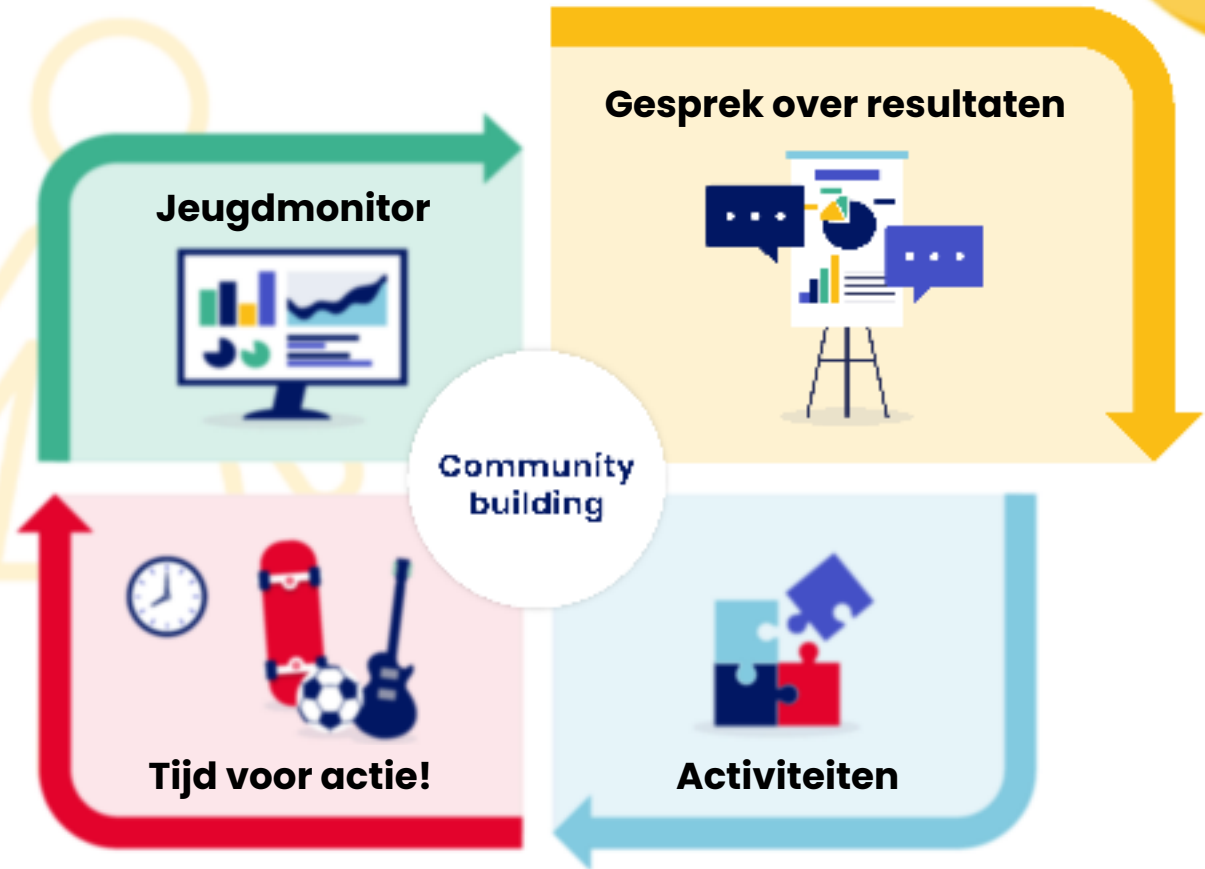 Gesprek over resultaten
Jeugdmonitor
Community
building
Tijd voor actie!
Activiteiten